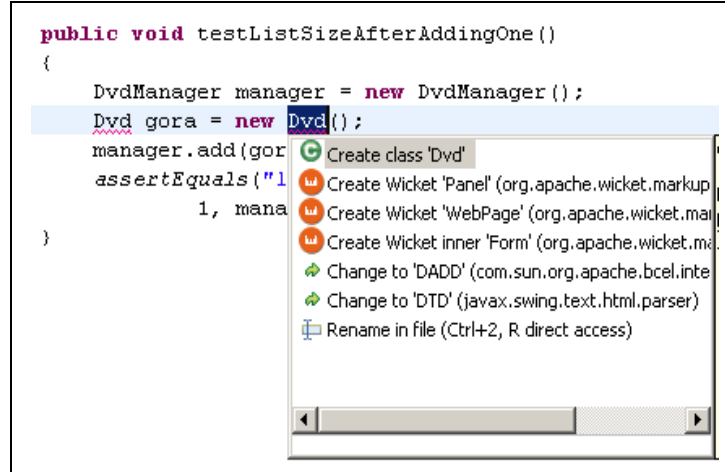 public void testListSizeAfterAddingOne()
{
DvdManager manager = new DvdManager();
Dvd gora = new Dvd();
manager.add(gor
assertEquals("l
1, mana
}
Create class 'Dvd'
Create Wicket 'Panel' (org.apache.wicket.markup
Create Wicket 'WebPage' (org.apache.wicket.mar
Create Wicket inner 'Form' (org.apache.wicket.ma
Change to 'DADD' (com.sun.org.apache.bcel.inte
Change to 'DTD' (javax.swing.text.html.parser)
Rename in file (Ctrl+2, R direct access)